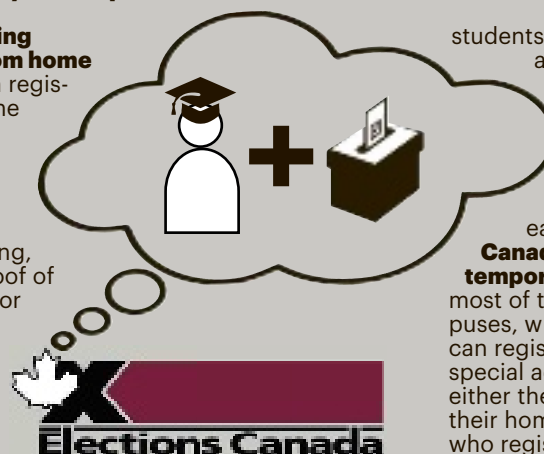 ing
om home
regis-
ne
ng,
oof of
or
students
a
ea
Canad
tempor
most of t
puses, w
can regis
special a
either the
their hom
who regis
Elections Canada